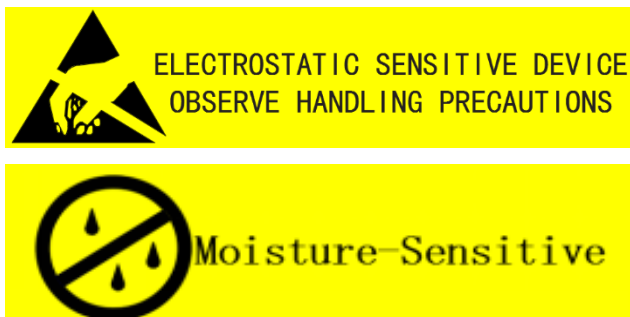 ELECTROSTATIC SENSITIVE DEVICE
OBSERVE HANDLING PRECAUTIONS
Moisture-Sensitive